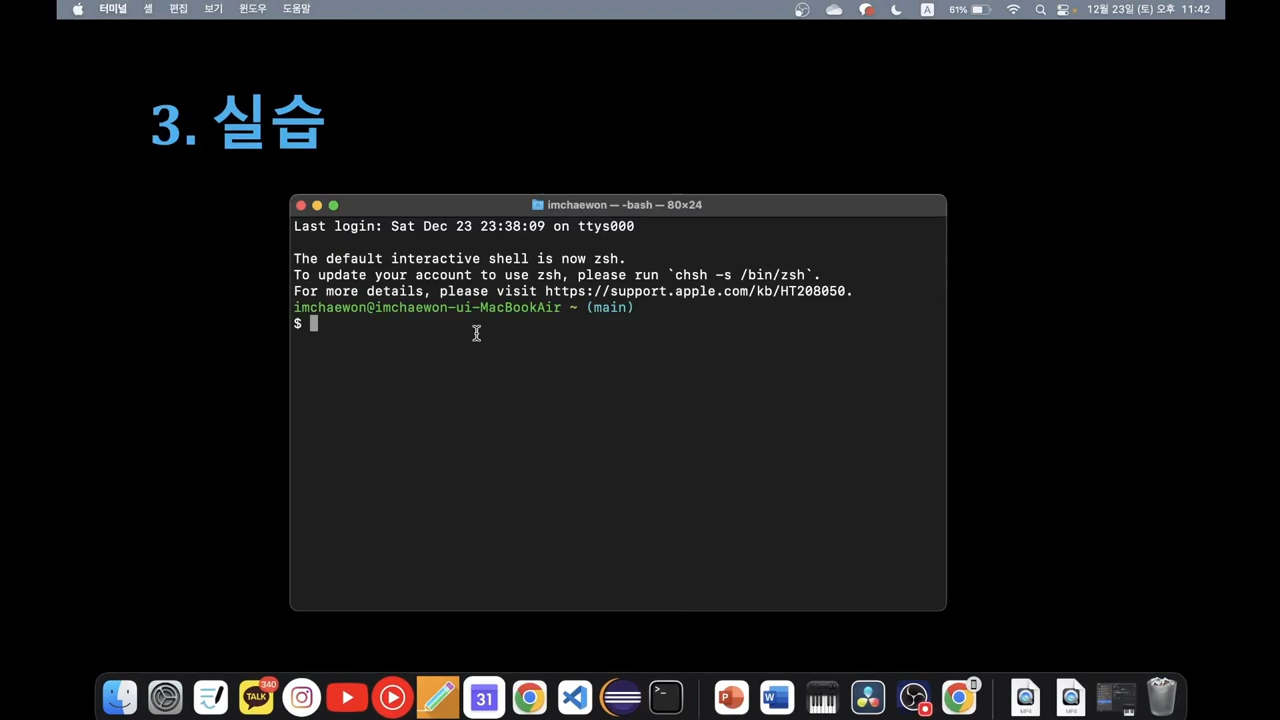 터미널 셸 편집 보기 윈도우 도움말 A 61% 12월 23일 (토) 오후 11:42
3. 실습
imchaewon — -bash — 80×24
Last login: Sat Dec 23 23:38:09 on ttys000
The default interactive shell is now zsh.
To update your account to use zsh, please run `chsh -s /bin/zsh`.
For more details, please visit https://support.apple.com/kb/HT208050.
imchaewon@imchaewon-ui-MacBookAir ~ (main)
$
TALK 340 31 >_ P W MP4 MP4